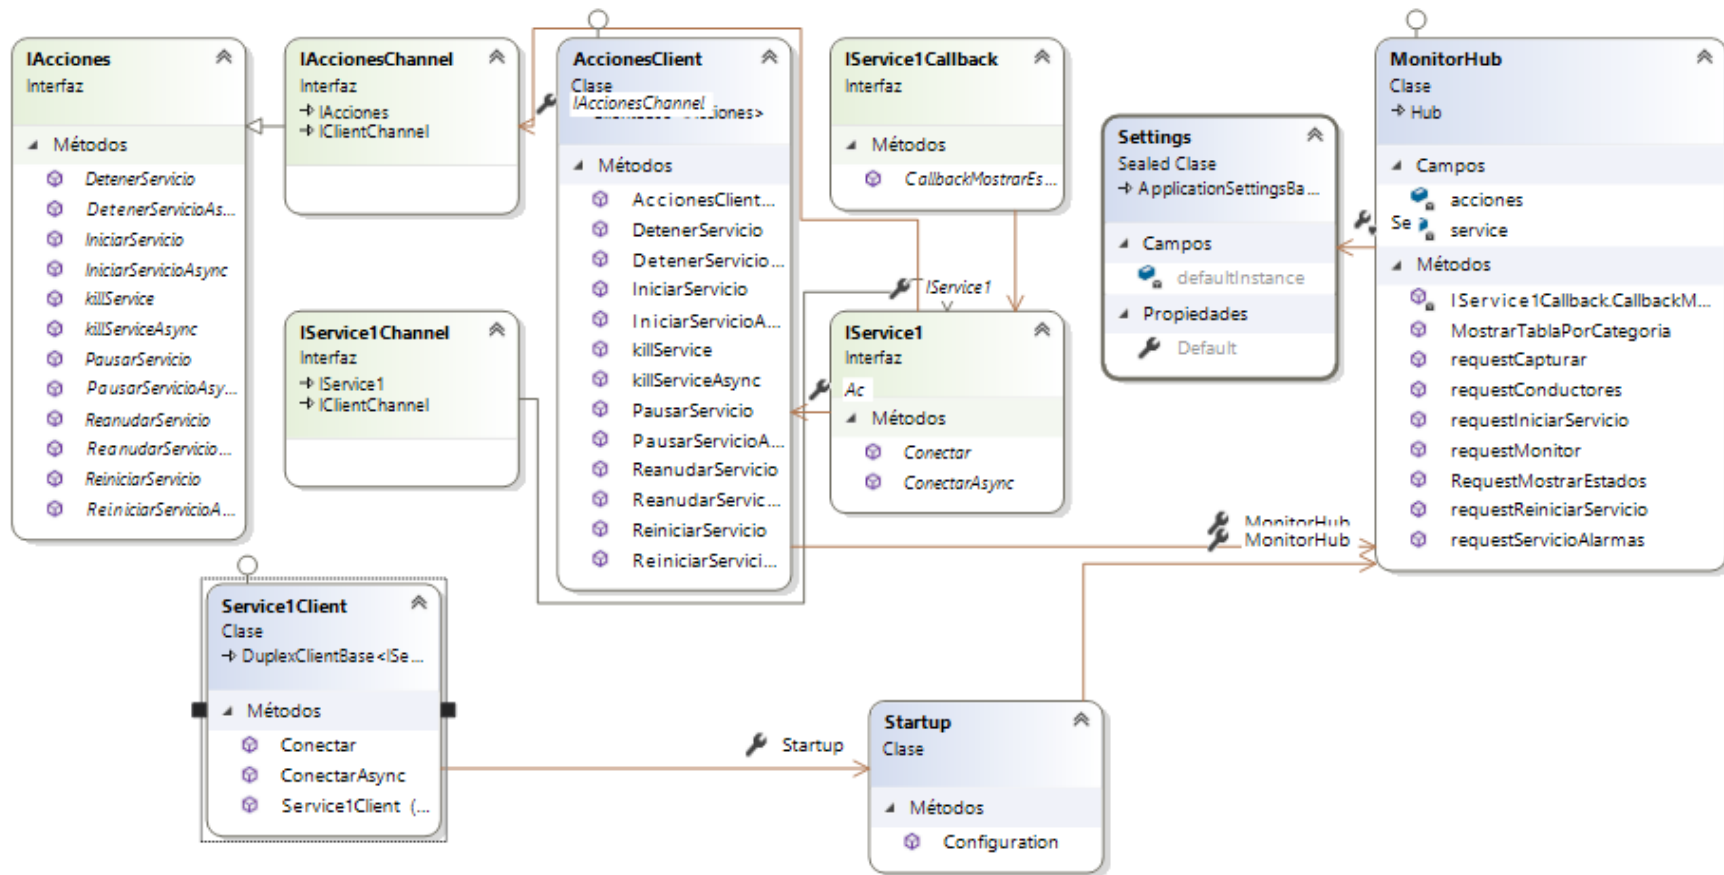 IAcciones
Interfaz
Métodos
DetenerServicio
DetenerServicioAs...
IniciarServicio
IniciarServicioAsync
killService
killServiceAsync
PausarServicio
PausarServicioAsy...
ReanudarServicio
ReanudarServicio...
ReiniciarServicio
ReiniciarServicioA...
IAccionesChannel
Interfaz
IAcciones
IClientChannel
AccionesClient
Clase
IAccionesChannel
Métodos
AccionesClient...
DetenerServicio
DetenerServicio...
IniciarServicio
IniciarServicioA...
killService
killServiceAsync
PausarServicio
PausarServicioA...
ReanudarServicio
ReanudarServic...
ReiniciarServicio
ReiniciarServici...
IService1Callback
Interfaz
Métodos
CallbackMostrarEs...
Settings
Sealed Clase
ApplicationSettingsBa...
Campos
defaultInstance
Propiedades
Default
MonitorHub
Clase
Hub
Campos
acciones
Se
service
Métodos
IService1Callback.CallbackM...
MostrarTablaPorCategoria
requestCapturar
requestConductores
requestIniciarServicio
requestMonitor
RequestMostrarEstados
requestReiniciarServicio
requestServicioAlarmas
IService1Channel
Interfaz
IService1
IClientChannel
IService1
IService1
Interfaz
Ac
Métodos
Conectar
ConectarAsync
MonitorHub
MonitorHub
Service1Client
Clase
DuplexClientBase<ISe...
Métodos
Conectar
ConectarAsync
Service1Client (...
Startup
Startup
Clase
Métodos
Configuration